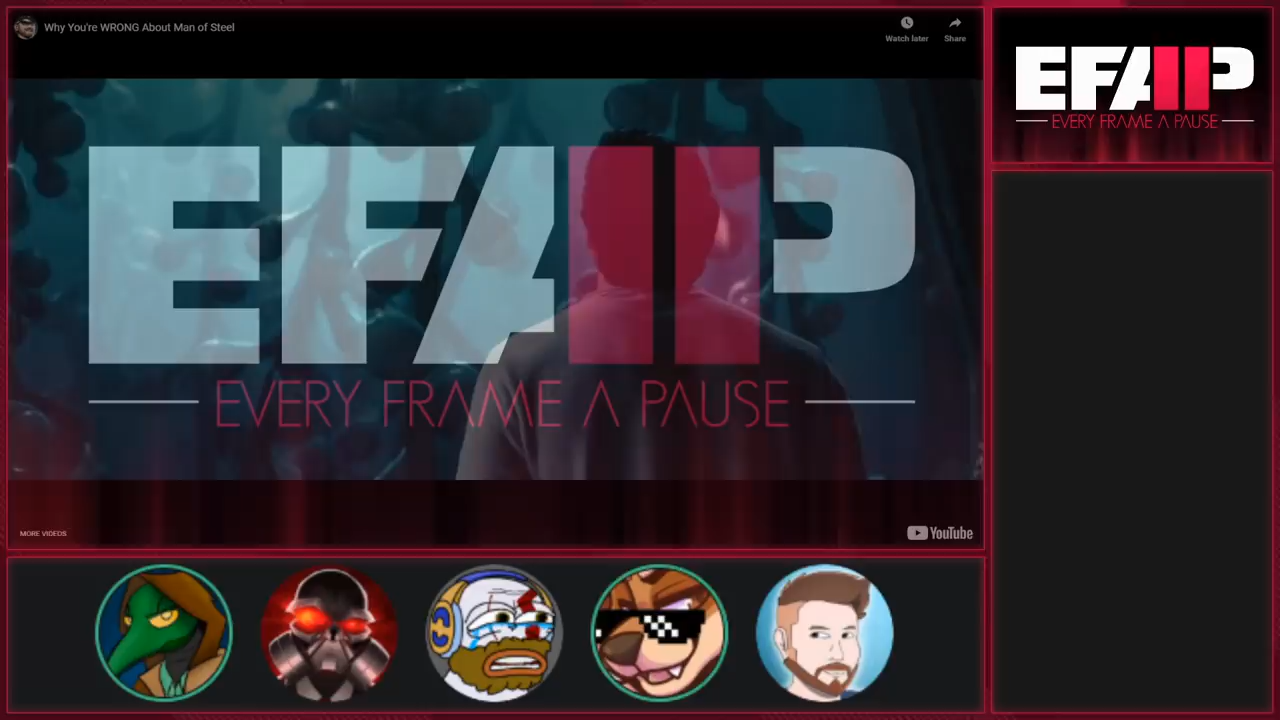 Why You're WRONG About Man of Steel
Watch later
Share
EFAP
EVERY FRAME A PAUSE
EFAP
EVERY FRAME A PAUSE
MORE VIDEOS
YouTube